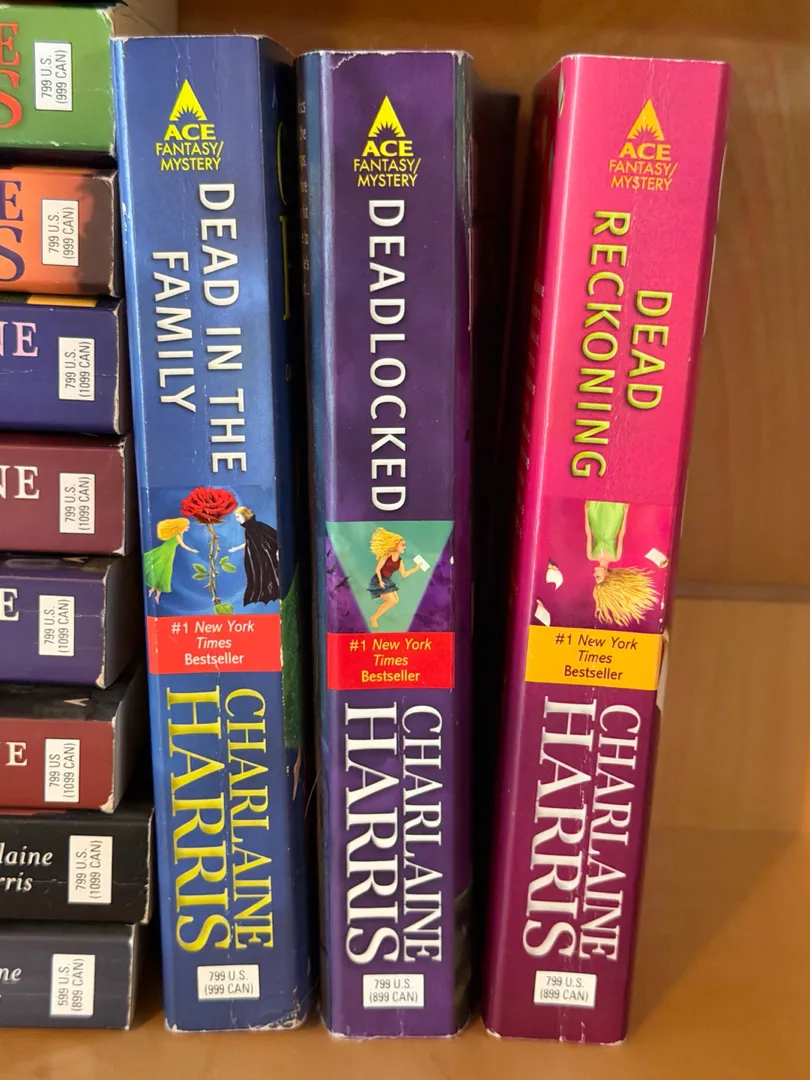 E
S
799 U.S.
(999 CAN)
E
S
799 U.S.
(999 CAN)
NE
799 U.S.
(1099 CAN)
NE
799 U.S.
(1099 CAN)
E
799 U.S.
(1099 CAN)
E
799 US
(1099 CAN)
laine
rris
799 U.S.
(1099 CAN)
ne
599 U.S.
(899 CAN)
ACE
FANTASY/
MYSTERY
DEAD IN THE
FAMILY
#1 New York
Times
Bestseller
CHARLAINE
HARRIS
799 U.S.
(999 CAN)
ACE
FANTASY/
MYSTERY
DEADLOCKED
#1 New York
Times
Bestseller
CHARLAINE
HARRIS
799 U.S.
(899 CAN)
ACE
FANTASY/
MYSTERY
DEAD
RECKONING
#1 New York
Times
Bestseller
CHARLAINE
HARRIS
799 U.S.
(899 CAN)